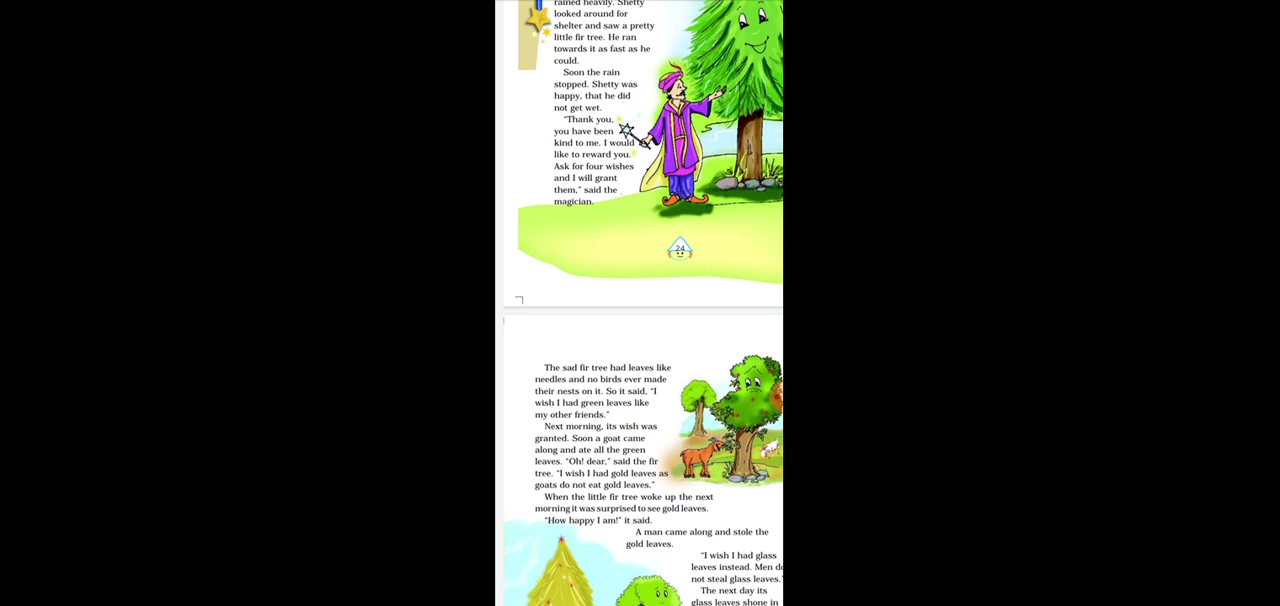 rained heavily. Shetty
looked around for
shelter and saw a pretty
little fir tree. He ran
towards it as fast as he
could.
Soon the rain
stopped. Shetty was
happy, that he did
not get wet.
"Thank you,
you have been
kind to me. I would
like to reward you.
Ask for four wishes
and I will grant
them," said the
magician.
24
The sad fir tree had leaves like
needles and no birds ever made
their nests on it. So it said, "I
wish I had green leaves like
my other friends."
Next morning, its wish was
granted. Soon a goat came
along and ate all the green
leaves. "Oh! dear," said the fir
tree. "I wish I had gold leaves as
goats do not eat gold leaves."
When the little fir tree woke up the next
morning it was surprised to see gold leaves.
"How happy I am!" it said.
A man came along and stole the
gold leaves.
"I wish I had glass
leaves instead. Men do
not steal glass leaves."
The next day its
glass leaves shone in